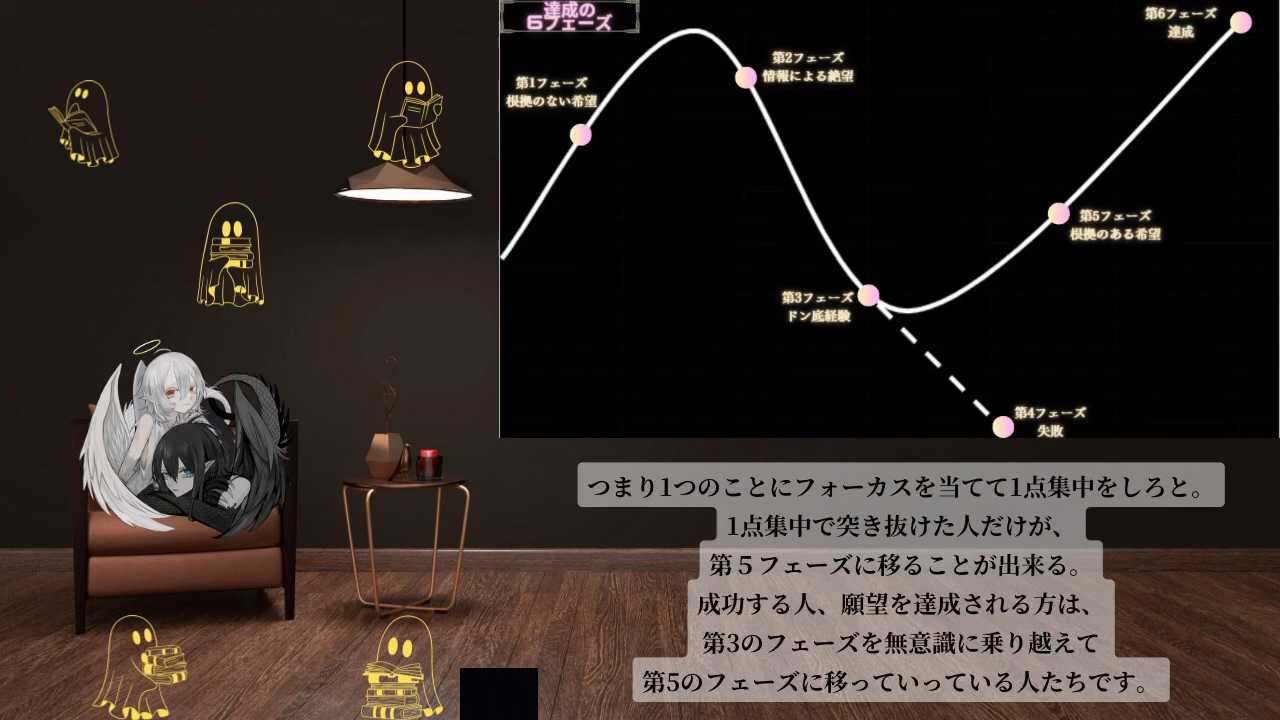 達成の
6フェーズ
第1フェーズ
根拠のない希望
第2フェーズ
情報による絶望
第3フェーズ
ドン底経験
第4フェーズ
失敗
第5フェーズ
根拠のある希望
第6フェーズ
達成
つまり1つのことにフォーカスを当てて1点集中をしろと。
1点集中で突き抜けた人だけが、
第５フェーズに移ることが出来る。
成功する人、願望を達成される方は、
第3のフェーズを無意識に乗り越えて
第5のフェーズに移っていっている人たちです。